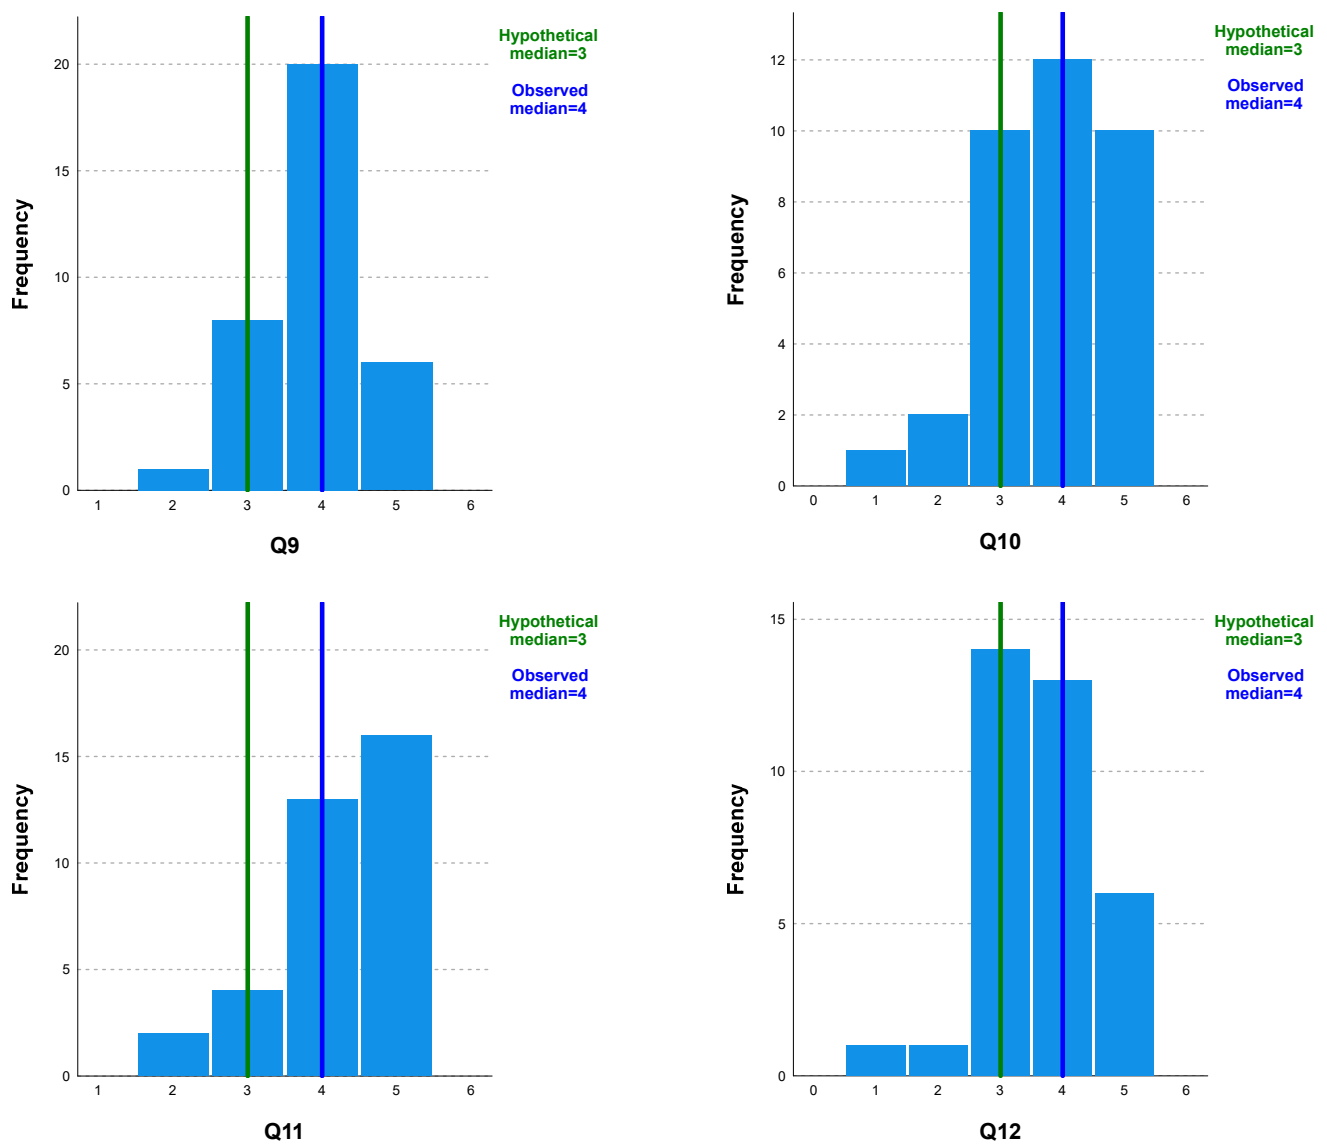 Hypothetical
median=3
Observed
median=4
20
15
10
5
0
Frequency
1 2 3 4 5 6
Q9
Hypothetical
median=3
Observed
median=4
12
10
8
6
4
2
0
Frequency
0 1 2 3 4 5 6
Q10
Hypothetical
median=3
Observed
median=4
20
15
10
5
0
Frequency
1 2 3 4 5 6
Q11
Hypothetical
median=3
Observed
median=4
15
10
5
0
Frequency
0 1 2 3 4 5 6
Q12